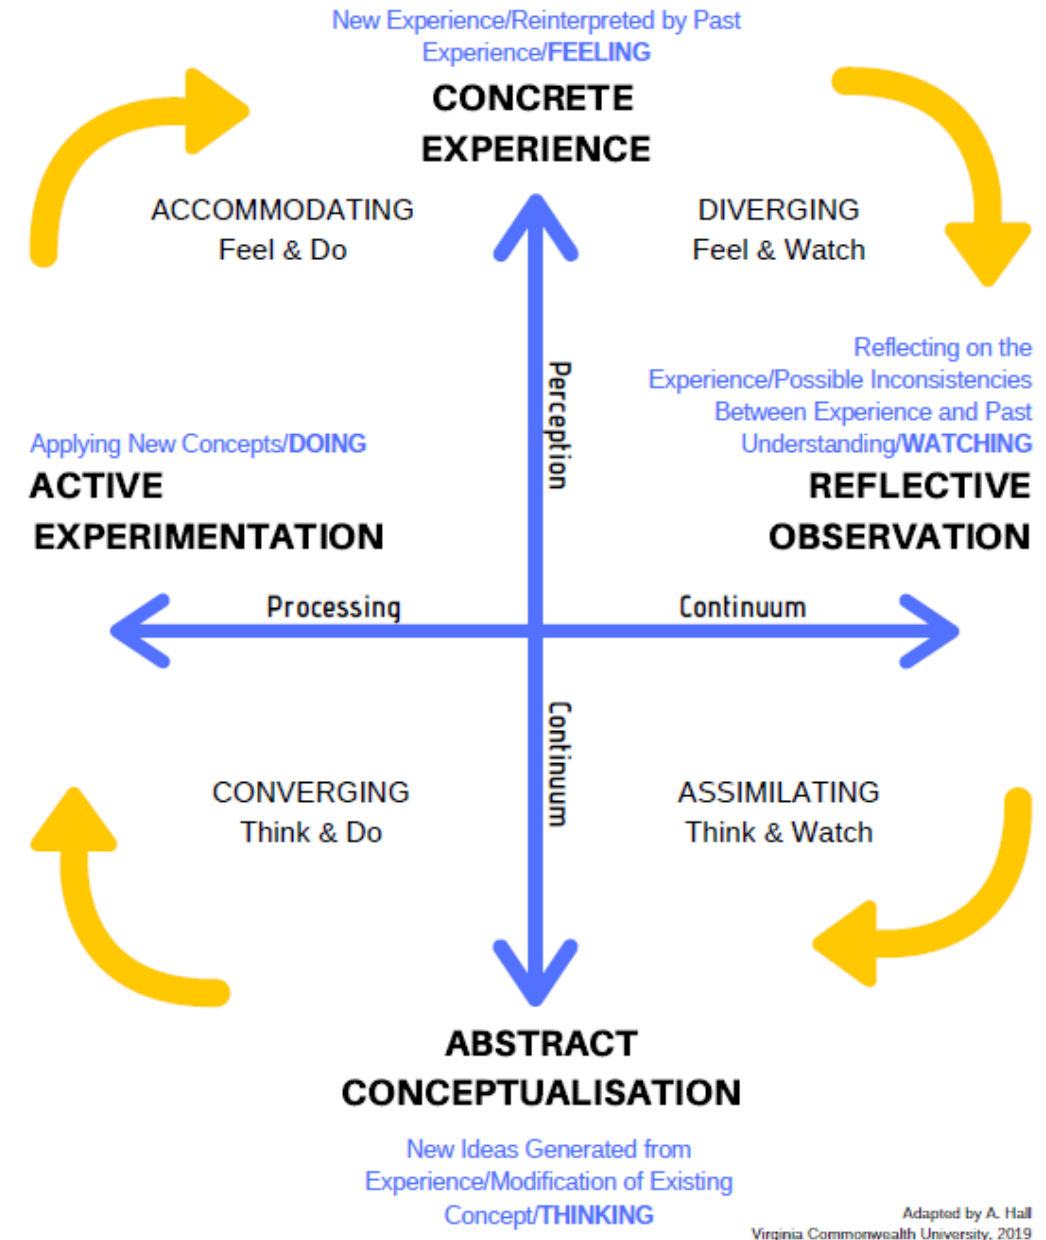 New Experience/Reinterpreted by Past
Experience/FEELING
CONCRETE
EXPERIENCE
ACCOMMODATING
Feel & Do
DIVERGING
Feel & Watch
Perception
Reflecting on the
Experience/Possible Inconsistencies
Between Experience and Past
Understanding/WATCHING
REFLECTIVE
OBSERVATION
Applying New Concepts/DOING
ACTIVE
EXPERIMENTATION
Processing
Continuum
Continuum
CONVERGING
Think & Do
ASSIMILATING
Think & Watch
ABSTRACT
CONCEPTUALISATION
New Ideas Generated from
Experience/Modification of Existing
Concept/THINKING
Adapted by A. Hall
Virginia Commonwealth University, 2019